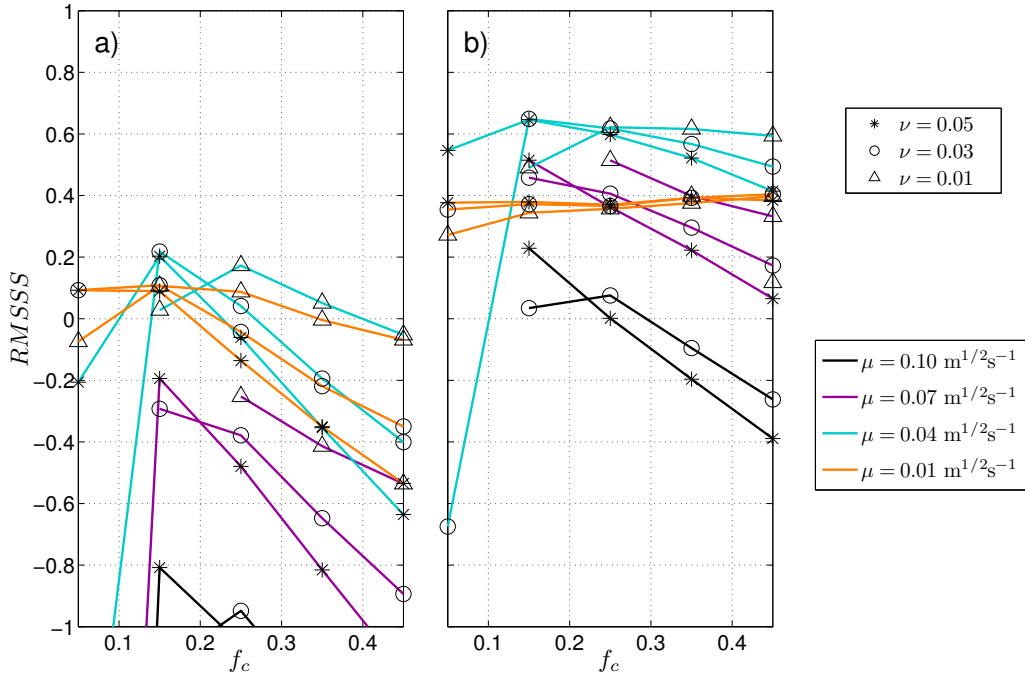 a)
b)
1
0.8
0.6
0.4
0.2
0
−0.2
−0.4
−0.6
−0.8
−1
RMSSS
0.1 0.2 0.3 0.4
0.1 0.2 0.3 0.4
f_c
f_c
ν = 0.05
ν = 0.03
ν = 0.01
μ = 0.10 m^{1/2}s^{−1}
μ = 0.07 m^{1/2}s^{−1}
μ = 0.04 m^{1/2}s^{−1}
μ = 0.01 m^{1/2}s^{−1}